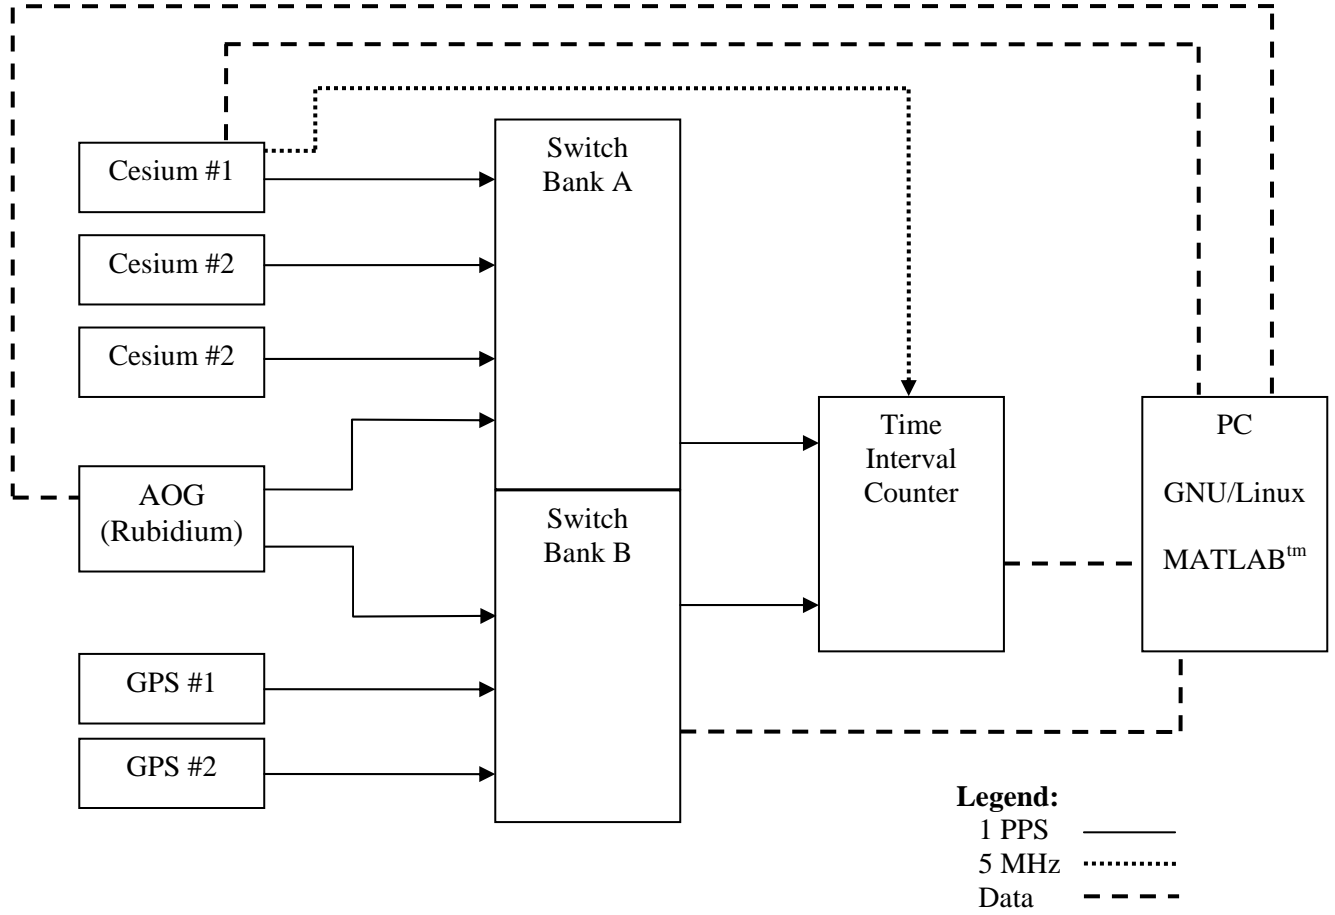 Cesium #1
Cesium #2
Cesium #2
AOG
(Rubidium)
GPS #1
GPS #2
Switch
Bank A
Switch
Bank B
Time
Interval
Counter
PC
GNU/Linux
MATLABtm
Legend:
1 PPS
5 MHz
Data